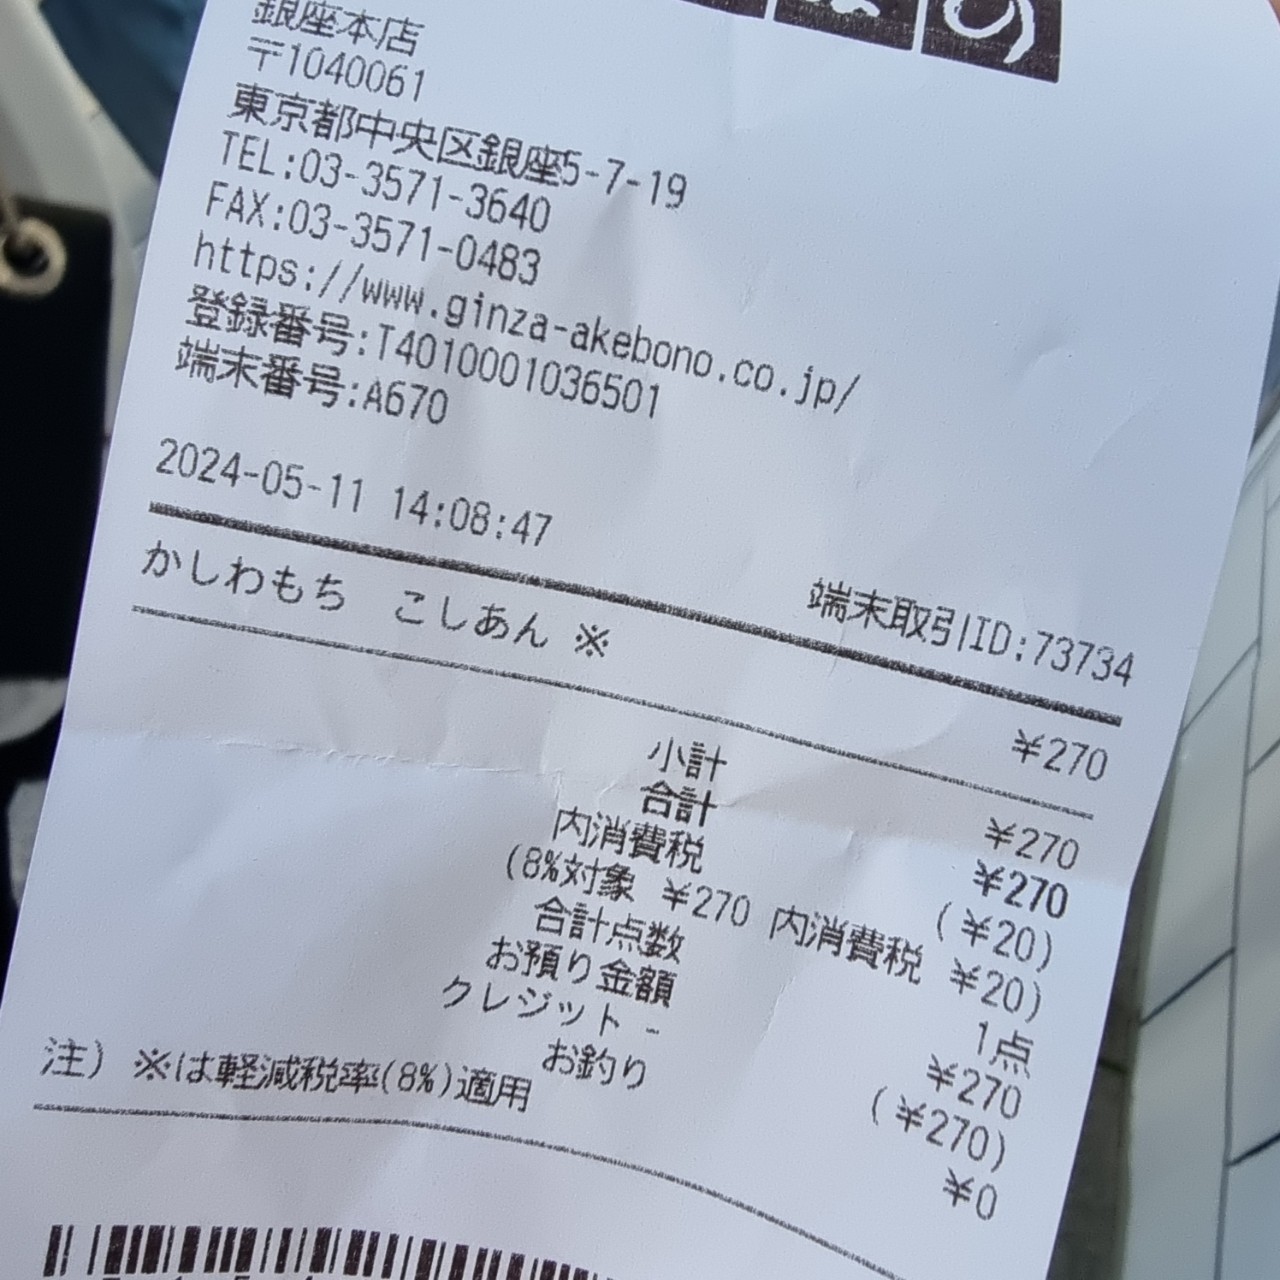 の
銀座本店
〒1040061
東京都中央区銀座5-7-19
TEL:03-3571-3640
FAX:03-3571-0483
https://www.ginza-akebono.co.jp/
登録番号:T4010001036501
端末番号:A670
2024-05-11 14:08:47
端末取引ID:73734
かしわもち こしあん ※
¥270
小計 ¥270
合計 ¥270
内消費税 (¥20)
(8%対象 ¥270 内消費税 ¥20)
合計点数 1点
お預り金額 ¥270
クレジット - (¥270)
お釣り ¥0
注) ※は軽減税率(8%)適用